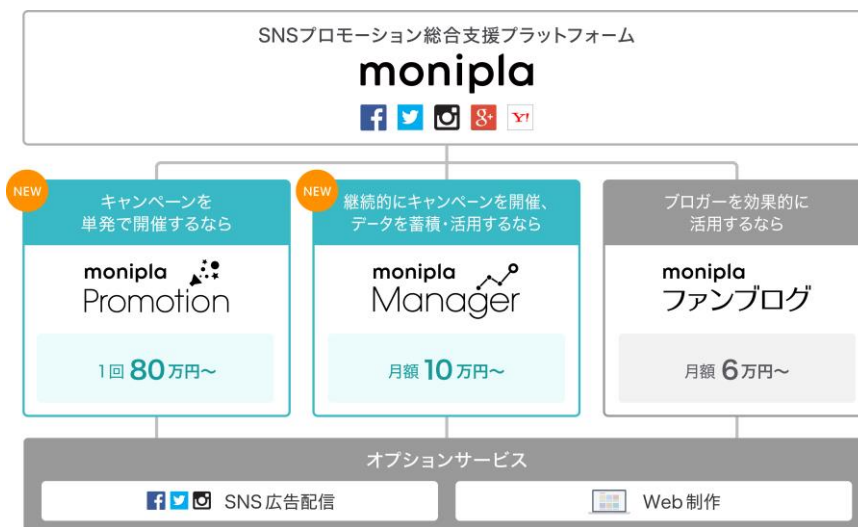 SNSプロモーション総合支援プラットフォーム
monipla
NEW
キャンペーンを
単発で開催するなら
monipla
Promotion
1回 80万円～
NEW
継続的にキャンペーンを開催、
データを蓄積・活用するなら
monipla
Manager
月額 10万円～
ブロガーを効果的に
活用するなら
monipla
ファンブログ
月額 6万円～
オプションサービス
SNS広告配信
Web制作